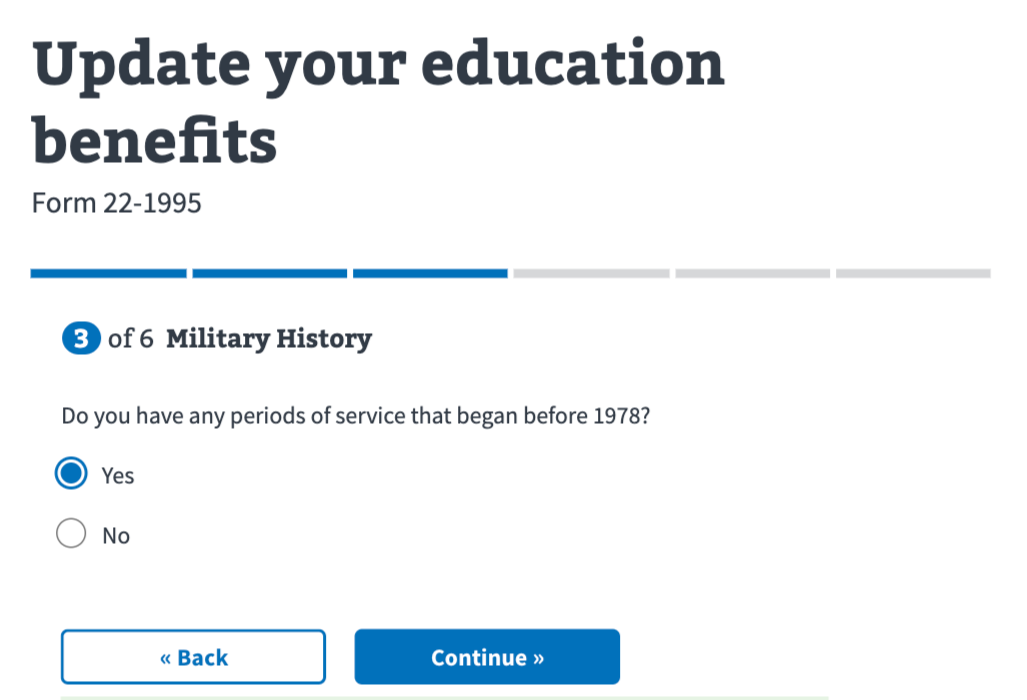 Update your education
benefits
Form 22-1995
3 of 6 Military History
Do you have any periods of service that began before 1978?
Yes
No
« Back
Continue »